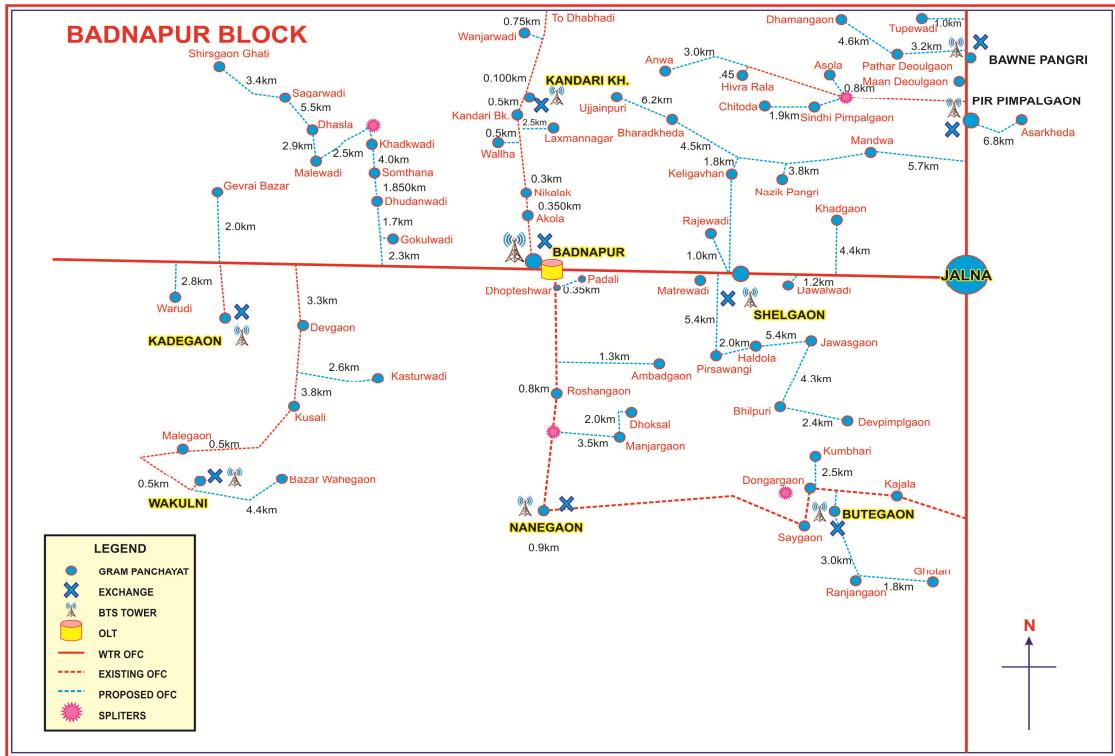 BADNAPUR BLOCK
To Dhabhadi
0.75km
Wanjarwadi
Dhamangaon
Tupewadi
1.0km
4.6km
3.2km
Pathar Deoulgaon
BAWNE PANGRI
Shirsgaon Ghati
3.4km
Sagarwadi
5.5km
Dhasla
2.9km
Malewadi
2.5km
Khadkwadi
4.0km
Somthana
1.850km
Dhudanwadi
1.7km
Gokulwadi
2.3km
Gevrai Bazar
2.0km
0.100km
KANDARI KH.
0.5km
Kandari Bk.
2.5km
Laxmannagar
0.5km
Wallha
0.3km
Nikalak
0.350km
Akola
BADNAPUR
Anwa
3.0km
.45
Hivra Rala
Asola
0.8km
Maan Deoulgaon
Ujjainpuri
6.2km
Bharadkheda
Chitoda
1.9km
Sindhi Pimpalgaon
PIR PIMPALGAON
Asarkheda
6.8km
4.5km
1.8km
Keligavhan
3.8km
Nazik Pangri
Mandwa
5.7km
Rajewadi
1.0km
Khadgaon
4.4km
JALNA
2.8km
Warudi
KADEGAON
3.3km
Devgaon
2.6km
Kasturwadi
3.8km
Kusali
Malegaon
0.5km
0.5km
WAKULNI
Bazar Wahegaon
4.4km
Padali
Dhopteshwar
0.35km
1.3km
Ambadgaon
0.8km
Roshangaon
2.0km
Dhoksal
3.5km
Manjargaon
NANEGAON
0.9km
Matrewadi
SHELGAON
1.2km
Dawalwadi
5.4km
2.0km
5.4km
Jawasgaon
Haldola
Pirsawangi
4.3km
Bhilpuri
2.4km
Devpimplgaon
Kumbhari
2.5km
Dongargaon
Kajala
BUTEGAON
Saygaon
3.0km
Ghotan
1.8km
Ranjangaon
LEGEND
GRAM PANCHAYAT
EXCHANGE
BTS TOWER
OLT
WTR OFC
EXISTING OFC
PROPOSED OFC
SPLITERS
N